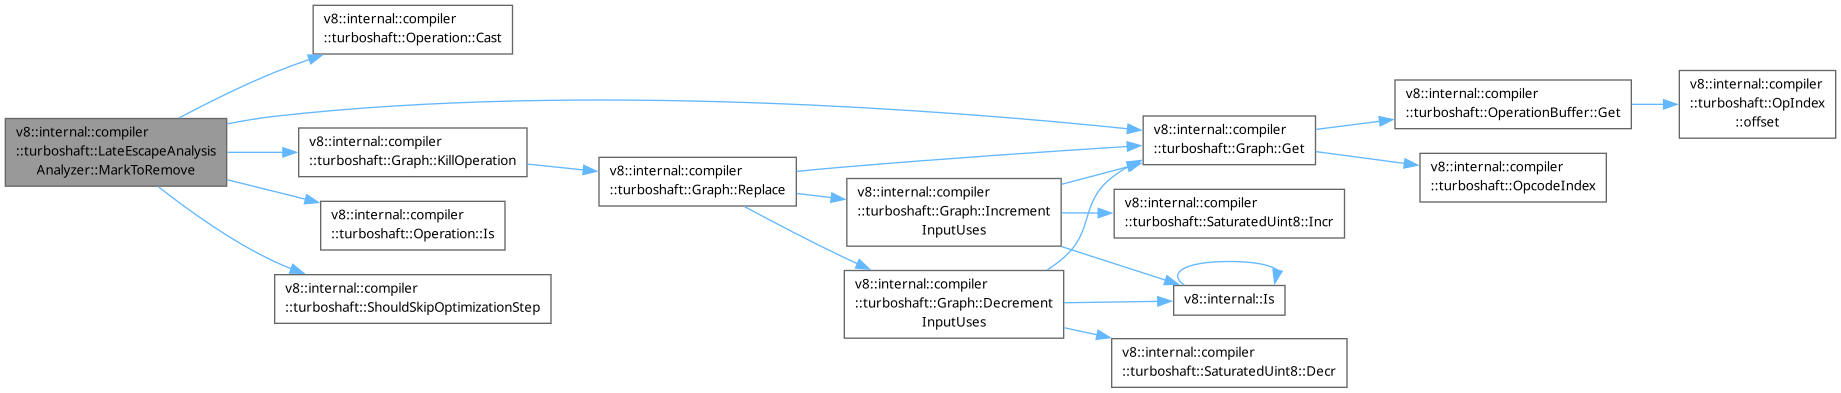 v8::internal::compiler
::turboshaft::Operation::Cast
v8::internal::compiler
::turboshaft::LateEscapeAnalysis
Analyzer::MarkToRemove
v8::internal::compiler
::turboshaft::Graph::KillOperation
v8::internal::compiler
::turboshaft::Operation::Is
v8::internal::compiler
::turboshaft::ShouldSkipOptimizationStep
v8::internal::compiler
::turboshaft::Graph::Replace
v8::internal::compiler
::turboshaft::Graph::Increment
InputUses
v8::internal::compiler
::turboshaft::Graph::Decrement
InputUses
v8::internal::compiler
::turboshaft::Graph::Get
v8::internal::compiler
::turboshaft::SaturatedUint8::Incr
v8::internal::Is
v8::internal::compiler
::turboshaft::SaturatedUint8::Decr
v8::internal::compiler
::turboshaft::OperationBuffer::Get
v8::internal::compiler
::turboshaft::OpcodeIndex
v8::internal::compiler
::turboshaft::OpIndex
::offset